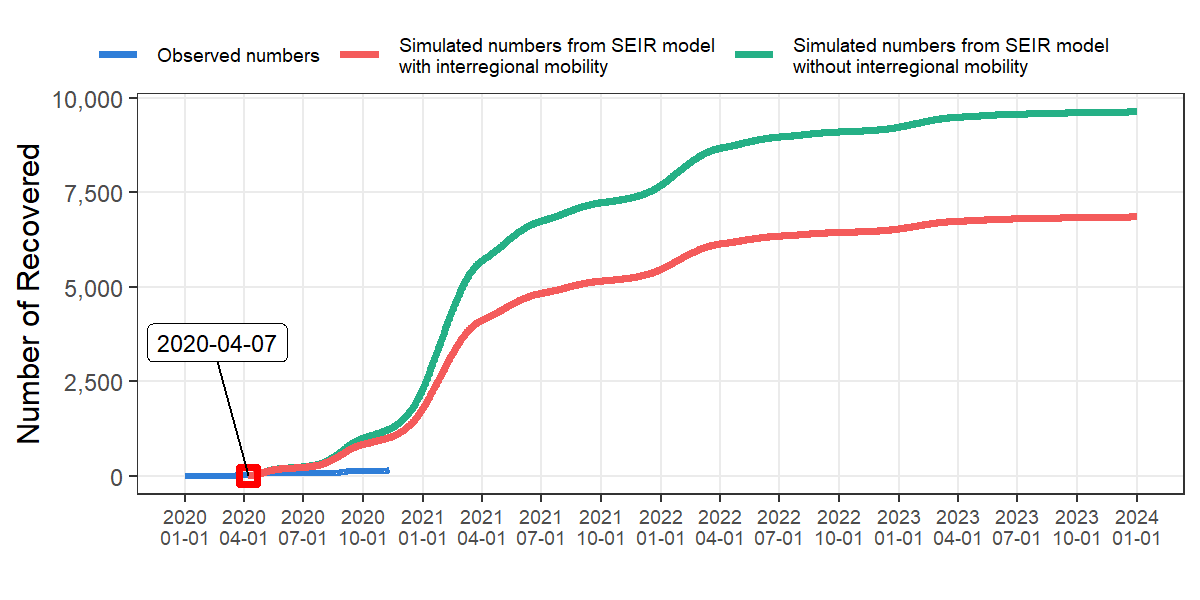 Observed numbers
Simulated numbers from SEIR model
with interregional mobility
Simulated numbers from SEIR model
without interregional mobility
Number of Recovered
10,000
7,500
5,000
2,500
0
2020-04-07
2020 2020 2020 2020 2021 2021 2021 2021 2022 2022 2022 2022 2023 2023 2023 2023 2024
01-01 04-01 07-01 10-01 01-01 04-01 07-01 10-01 01-01 04-01 07-01 10-01 01-01 04-01 07-01 10-01 01-01